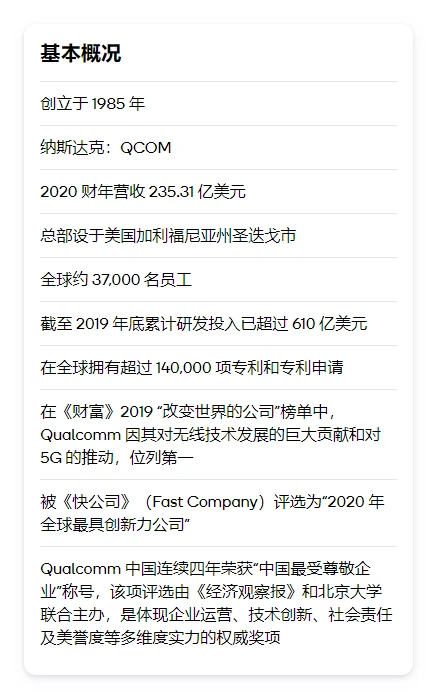 基本概况
创立于 1985 年
纳斯达克：QCOM
2020 财年营收 235.31 亿美元
总部设于美国加利福尼亚州圣迭戈市
全球约 37,000 名员工
截至 2019 年底累计研发投入已超过 610 亿美元
在全球拥有超过 140,000 项专利和专利申请
在《财富》2019 “改变世界的公司”榜单中，
Qualcomm 因其对无线技术发展的巨大贡献和对
5G 的推动，位列第一
被《快公司》（Fast Company）评选为“2020 年
全球最具创新力公司”
Qualcomm 中国连续四年荣获“中国最受尊敬企
业”称号，该项评选由《经济观察报》和北京大学
联合主办，是体现企业运营、技术创新、社会责任
及美誉度等多维度实力的权威奖项